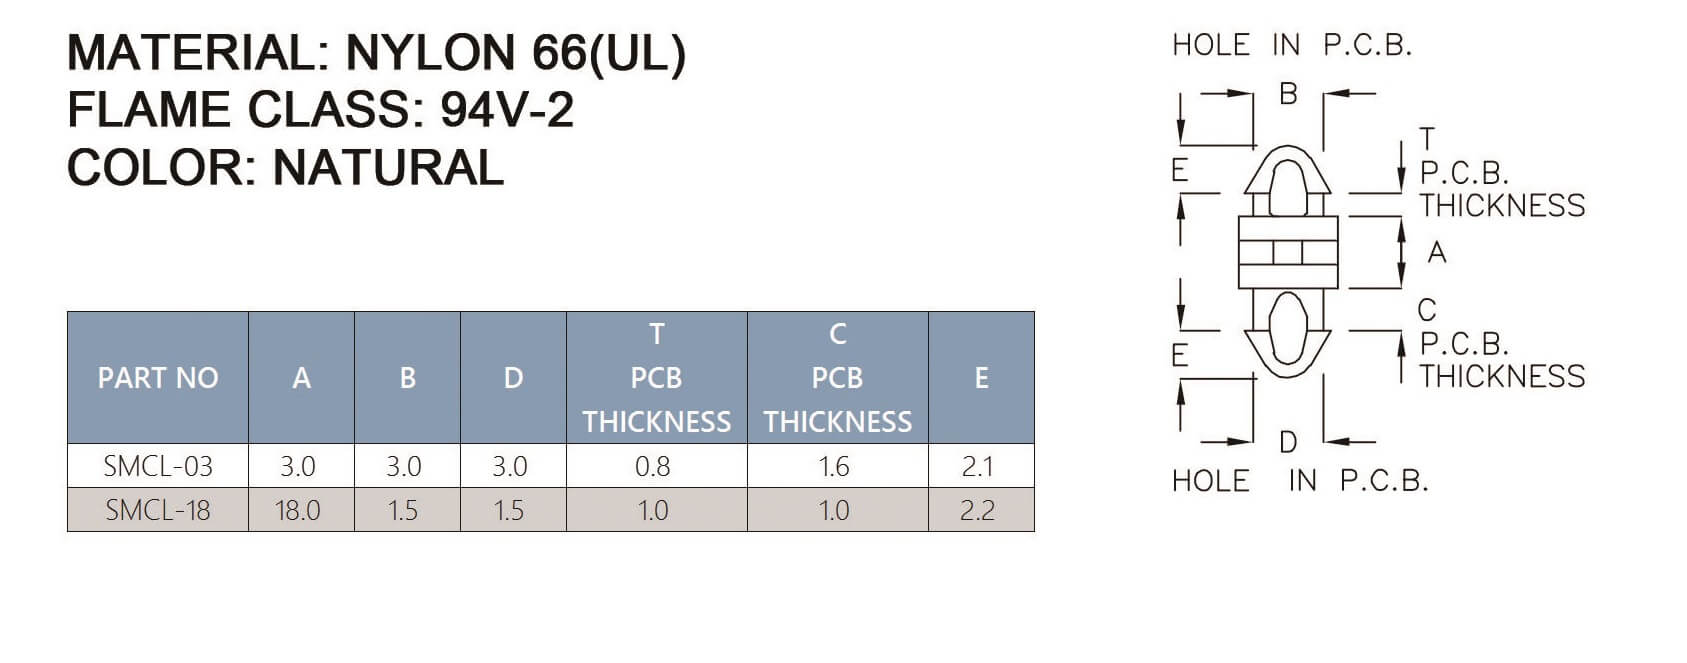 MATERIAL: NYLON 66(UL)
FLAME CLASS: 94V-2
COLOR: NATURAL
PART NO A B D T PCB THICKNESS C PCB THICKNESS E
SMCL-03 3.0 3.0 3.0 0.8 1.6 2.1
SMCL-18 18.0 1.5 1.5 1.0 1.0 2.2
HOLE IN P.C.B.
B
T
E P.C.B.
THICKNESS
A
C
E P.C.B.
THICKNESS
D
HOLE IN P.C.B.